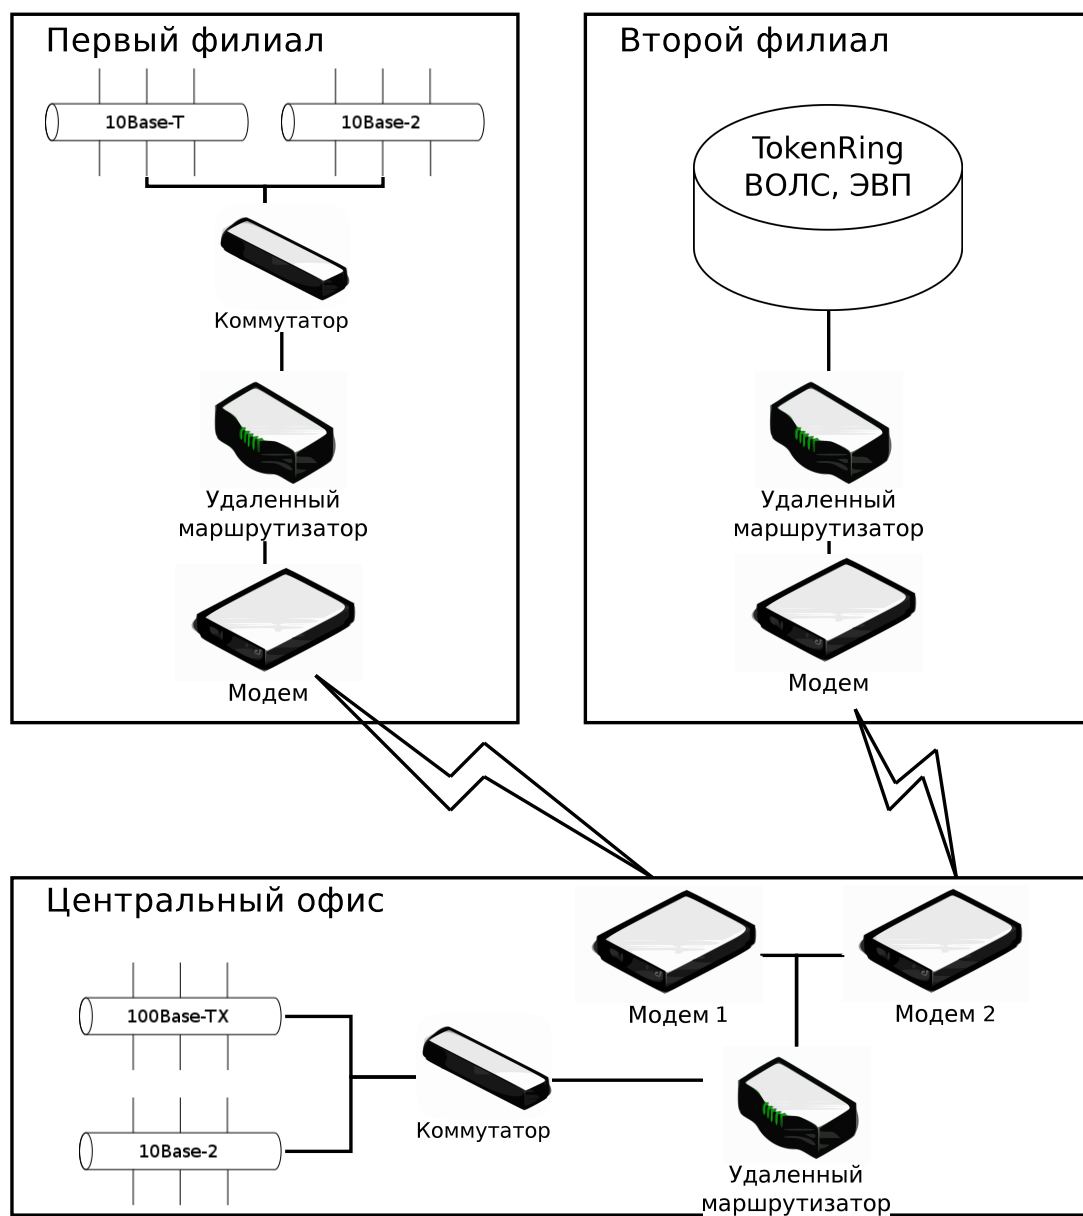 Первый филиал
10Base-T
10Base-2
Коммутатор
Удаленный
маршрутизатор
Модем
Второй филиал
TokenRing
ВОЛС, ЭВП
Удаленный
маршрутизатор
Модем
Центральный офис
100Base-TX
10Base-2
Коммутатор
Модем 1
Модем 2
Удаленный
маршрутизатор